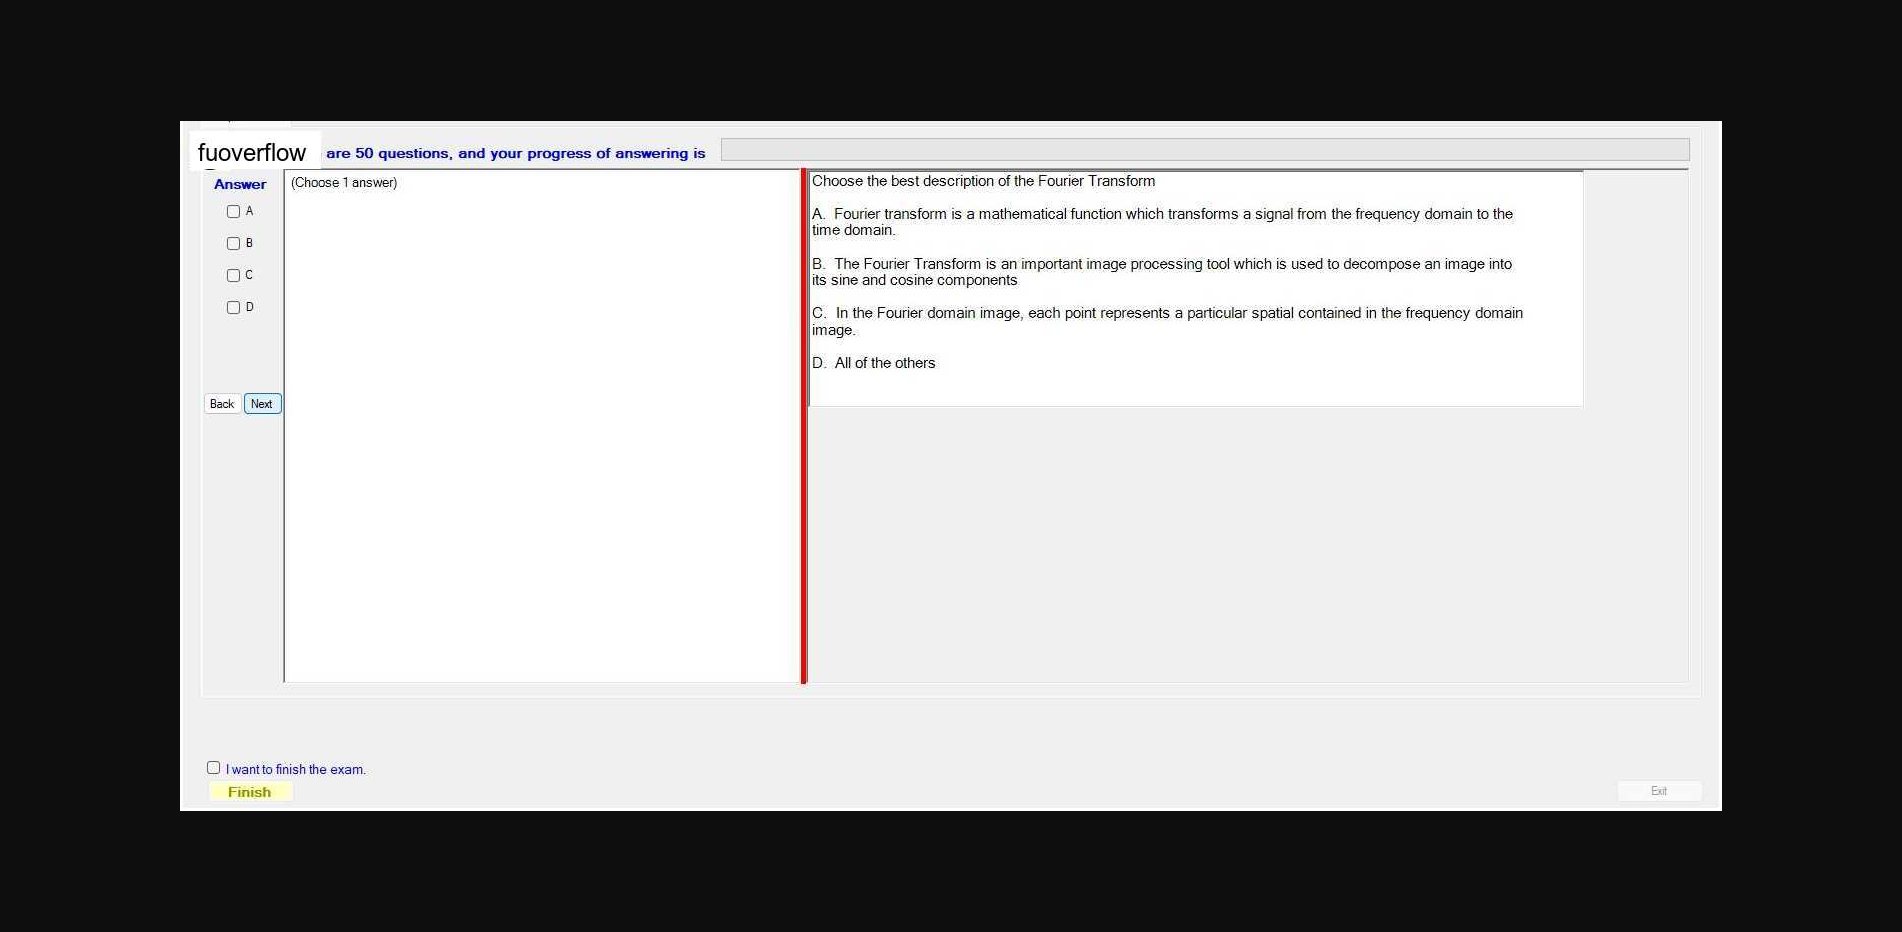 fuoverflow are 50 questions, and your progress of answering is
Answer
(Choose 1 answer)
A
B
C
D
Back Next
Choose the best description of the Fourier Transform
A. Fourier transform is a mathematical function which transforms a signal from the frequency domain to the
time domain.
B. The Fourier Transform is an important image processing tool which is used to decompose an image into
its sine and cosine components
C. In the Fourier domain image, each point represents a particular spatial contained in the frequency domain
image.
D. All of the others
I want to finish the exam.
Finish
Exit